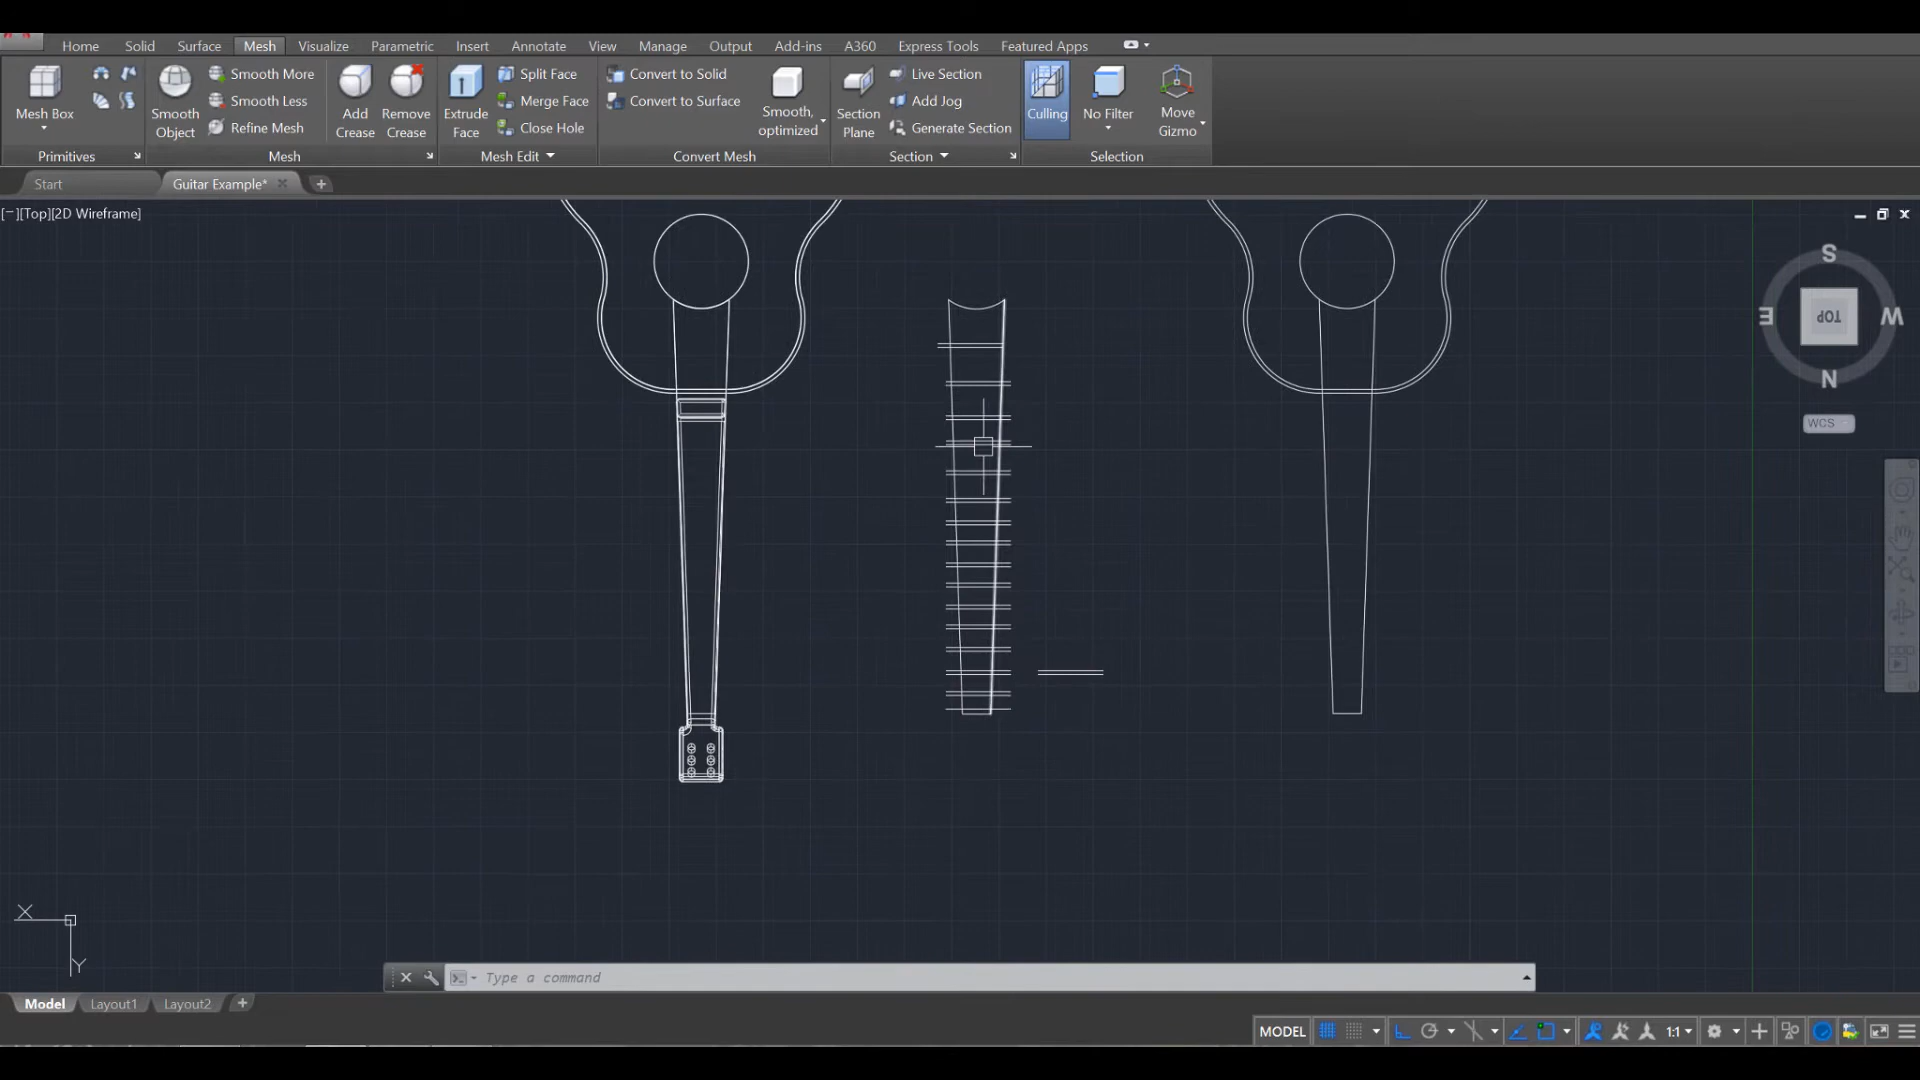 Home Solid Surface Mesh Visualize Parametric Insert Annotate View Manage Output Add-ins A360 Express Tools Featured Apps
Mesh Box
Smooth Object
Smooth More
Smooth Less
Refine Mesh
Add Crease
Remove Crease
Extrude Face
Split Face
Merge Face
Close Hole
Convert to Solid
Convert to Surface
Smooth, optimized
Section Plane
Live Section
Add Jog
Generate Section
Culling
No Filter
Move Gizmo
Primitives Mesh Mesh Edit Convert Mesh Section Selection
Start Guitar Example*
[−][Top][2D Wireframe]
S
E TOP W
N
WCS
X
Y
Type a command
Model Layout1 Layout2
MODEL 1:1